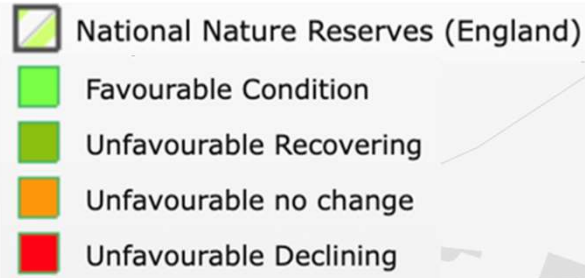 National Nature Reserves (England)
Favourable Condition
Unfavourable Recovering
Unfavourable no change
Unfavourable Declining